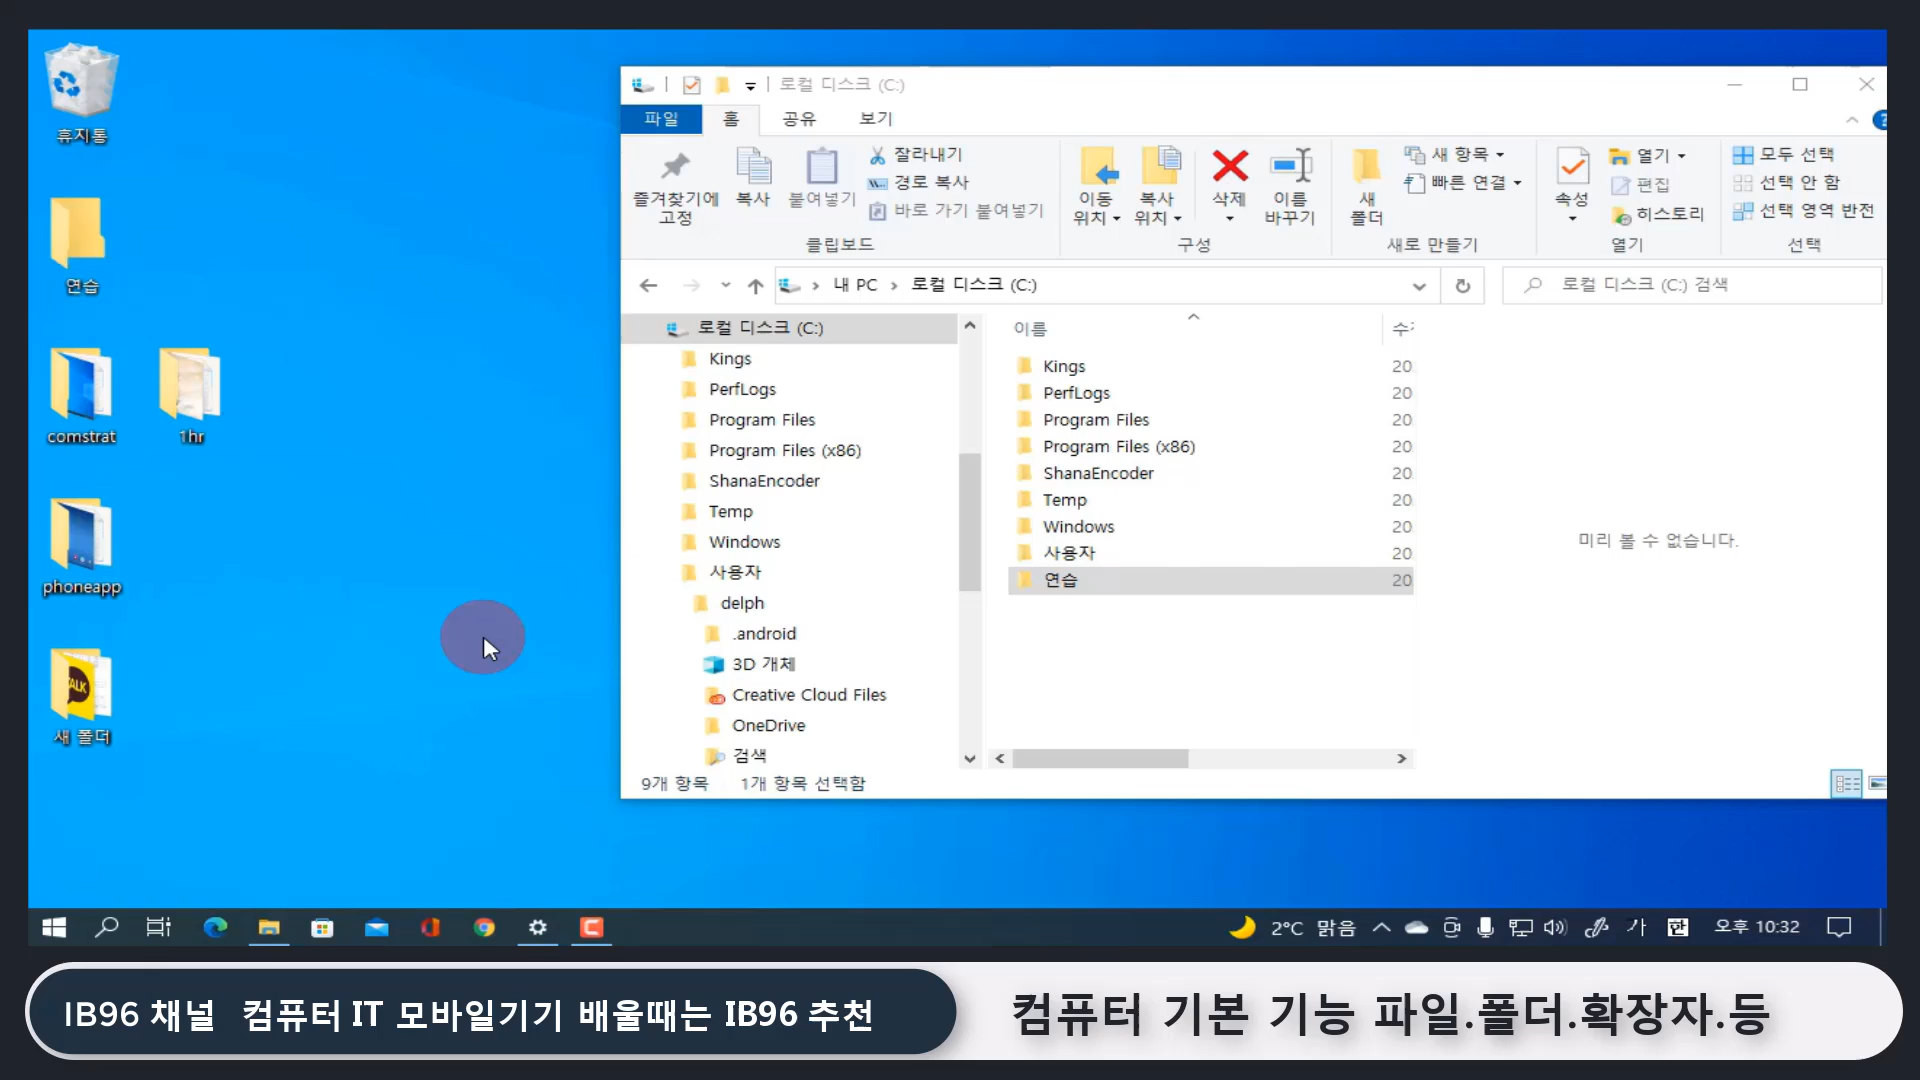 휴지통
연습
comstrat
1hr
phoneapp
새 폴더
TALK
로컬 디스크 (C:)
파일 홈 공유 보기
즐겨찾기에 고정
복사
붙여넣기
잘라내기
경로 복사
바로 가기 붙여넣기
클립보드
이동 위치
복사 위치
삭제
이름 바꾸기
구성
새 폴더
새 항목
빠른 연결
새로 만들기
속성
열기
편집
히스토리
열기
모두 선택
선택 안 함
선택 영역 반전
선택
내 PC 로컬 디스크 (C:)
로컬 디스크 (C:) 검색
로컬 디스크 (C:)
Kings
PerfLogs
Program Files
Program Files (x86)
ShanaEncoder
Temp
Windows
사용자
delph
.android
3D 개체
Creative Cloud Files
OneDrive
검색
이름
Kings 20
PerfLogs 20
Program Files 20
Program Files (x86) 20
ShanaEncoder 20
Temp 20
Windows 20
사용자 20
연습 20
미리 볼 수 없습니다.
9개 항목 1개 항목 선택함
2°C 맑음 가 한 오후 10:32
IB96 채널 컴퓨터 IT 모바일기기 배울때는 IB96 추천
컴퓨터 기본 기능 파일.폴더.확장자.등